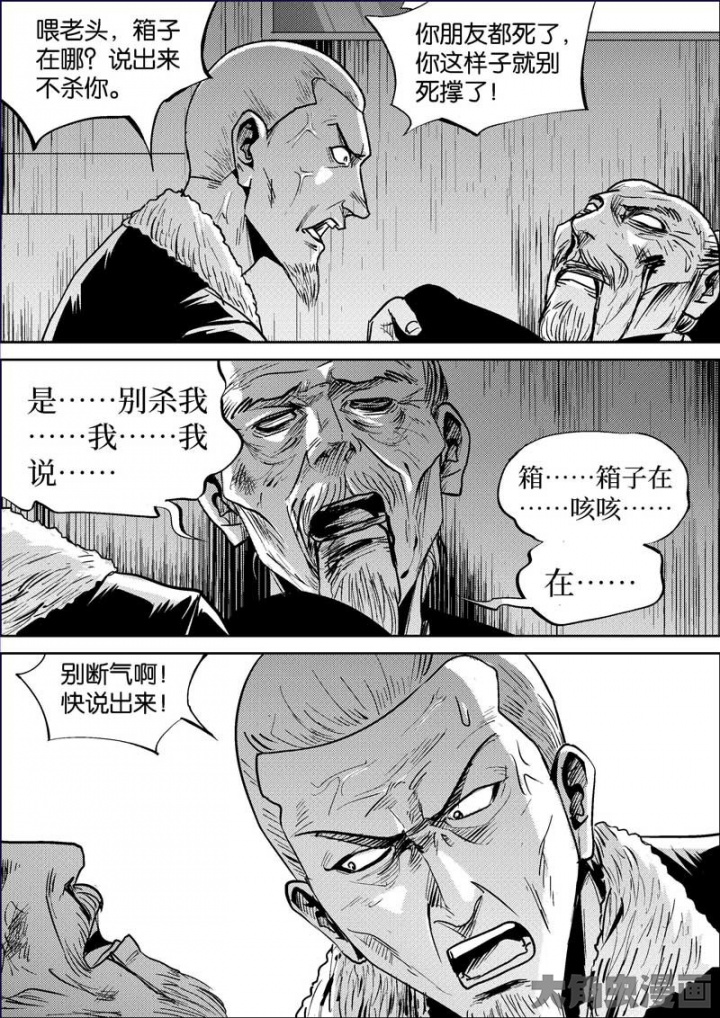 喂老头，箱子
在哪？说出来
不杀你。
你朋友都死了，
你这样子就别
死撑了！
是……别杀我
……我……我
说……
箱……箱子在
……咳咳……
在……
别断气啊！
快说出来！
大角虫漫画